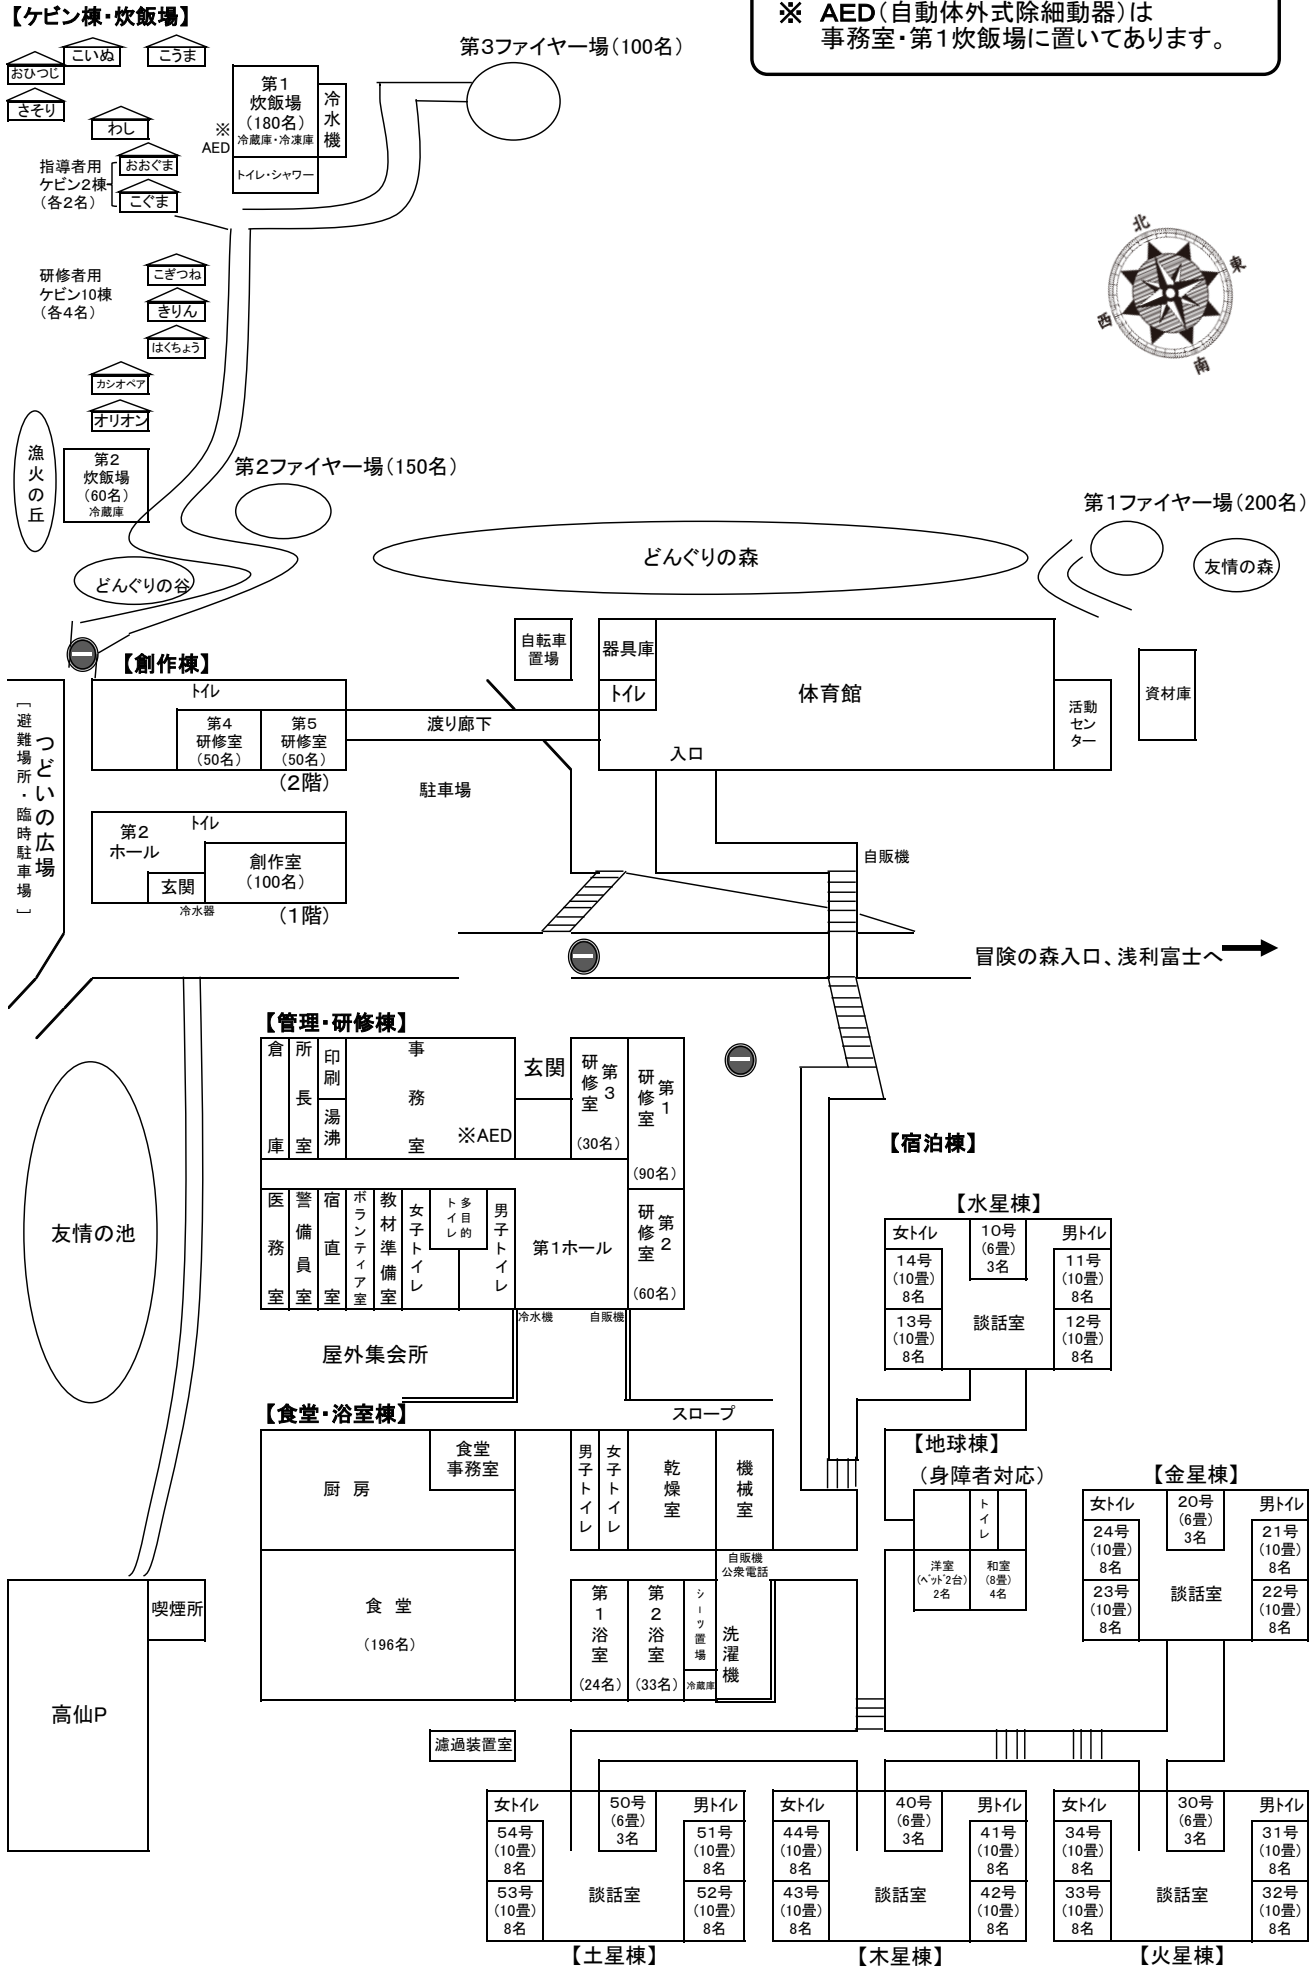 【ケビン棟・炊飯場】
※ AED(自動体外式除細動器)は
事務室・第1炊飯場に置いてあります。
こいぬ
こうま
おひつじ
さそり
わし
第1
炊飯場
(180名)
冷蔵庫・冷凍庫
冷水機
※
AED
トイレ・シャワー
第3ファイヤー場(100名)
指導者用
ケビン2棟
(各2名)
おおぐま
こぐま
北
東
西
南
研修者用
ケビン10棟
(各4名)
こぎつね
きりん
はくちょう
カシオペア
オリオン
漁火の丘
第2
炊飯場
(60名)
冷蔵庫
第2ファイヤー場(150名)
どんぐりの谷
どんぐりの森
第1ファイヤー場(200名)
友情の森
【創作棟】
トイレ
第4
研修室
(50名)
第5
研修室
(50名)
(2階)
渡り廊下
自転車
置場
器具庫
トイレ
体育館
入口
活動
セン
ター
資材庫
つどいの広場
[避難場所・臨時駐車場]
駐車場
第2
ホール
トイレ
玄関
創作室
(100名)
冷水器
(1階)
自販機
冒険の森入口、浅利富士へ
【管理・研修棟】
倉庫
所長室
印刷
湯沸
事務室
※AED
玄関
第3
研修室
(30名)
第1
研修室
(90名)
医務室
警備員室
宿直室
ボランティア室
教材準備室
女子トイレ
多目的
トイレ
男子トイレ
第1ホール
第2
研修室
(60名)
冷水機
自販機
友情の池
屋外集会所
【宿泊棟】
【水星棟】
女トイレ
10号
(6畳)
3名
男トイレ
14号
(10畳)
8名
11号
(10畳)
8名
13号
(10畳)
8名
談話室
12号
(10畳)
8名
【食堂・浴室棟】
スロープ
厨 房
食堂
事務室
男子トイレ
女子トイレ
乾燥室
機械室
自販機
公衆電話
食 堂
(196名)
第1浴室
(24名)
第2浴室
(33名)
シーツ置場
冷蔵庫
洗濯機
【地球棟】
(身障者対応)
トイレ
洋室
(ベッド2台)
2名
和室
(8畳)
4名
【金星棟】
女トイレ
20号
(6畳)
3名
男トイレ
24号
(10畳)
8名
21号
(10畳)
8名
23号
(10畳)
8名
談話室
22号
(10畳)
8名
喫煙所
高仙P
濾過装置室
女トイレ
50号
(6畳)
3名
男トイレ
54号
(10畳)
8名
51号
(10畳)
8名
53号
(10畳)
8名
談話室
52号
(10畳)
8名
【土星棟】
女トイレ
40号
(6畳)
3名
男トイレ
44号
(10畳)
8名
41号
(10畳)
8名
43号
(10畳)
8名
談話室
42号
(10畳)
8名
【木星棟】
女トイレ
30号
(6畳)
3名
男トイレ
34号
(10畳)
8名
31号
(10畳)
8名
33号
(10畳)
8名
談話室
32号
(10畳)
8名
【火星棟】